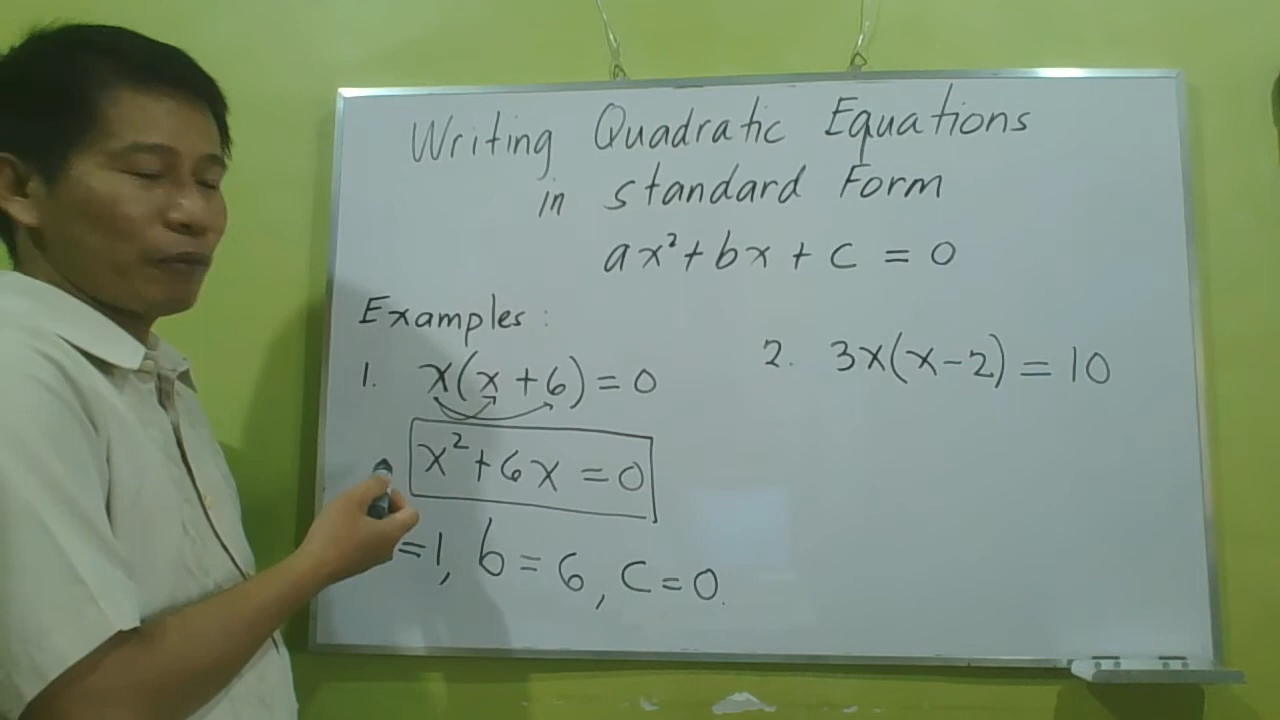 Writing Quadratic Equations
in Standard Form
ax² + bx + c = 0
Examples:
1. x(x + 6) = 0
x² + 6x = 0
=1, b = 6, c = 0.
2. 3x(x - 2) = 10